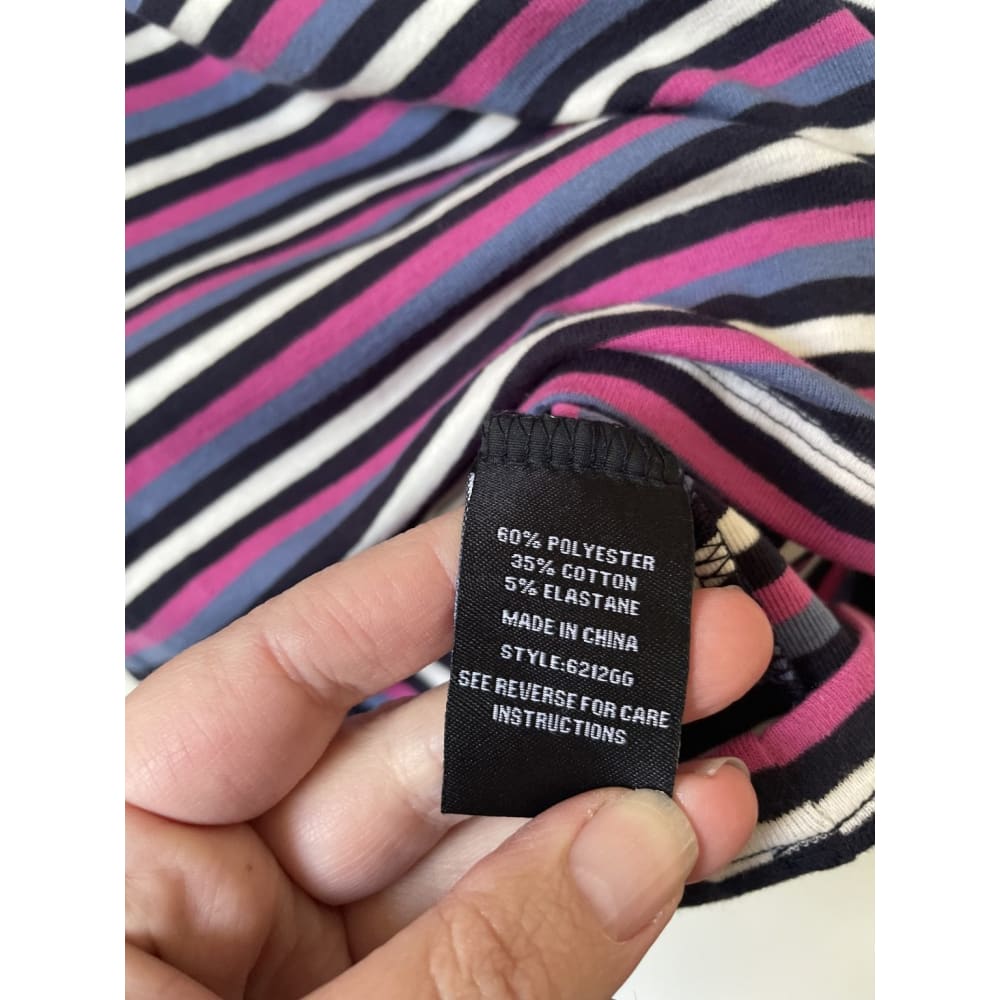 60% POLYESTER
35% COTTON
5% ELASTANE
MADE IN CHINA
STYLE:6212GG
SEE REVERSE FOR CARE
INSTRUCTIONS